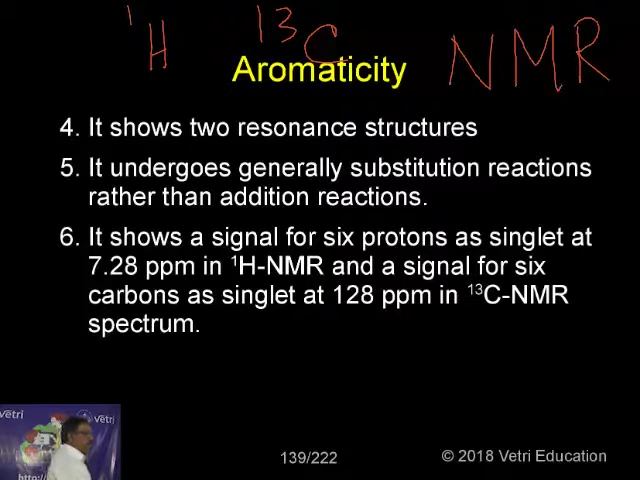 ¹H ¹³C NMR
Aromaticity
4. It shows two resonance structures
5. It undergoes generally substitution reactions
rather than addition reactions.
6. It shows a signal for six protons as singlet at
7.28 ppm in ¹H-NMR and a signal for six
carbons as singlet at 128 ppm in ¹³C-NMR
spectrum.
vetri
Vetri
http:/
139/222
© 2018 Vetri Education